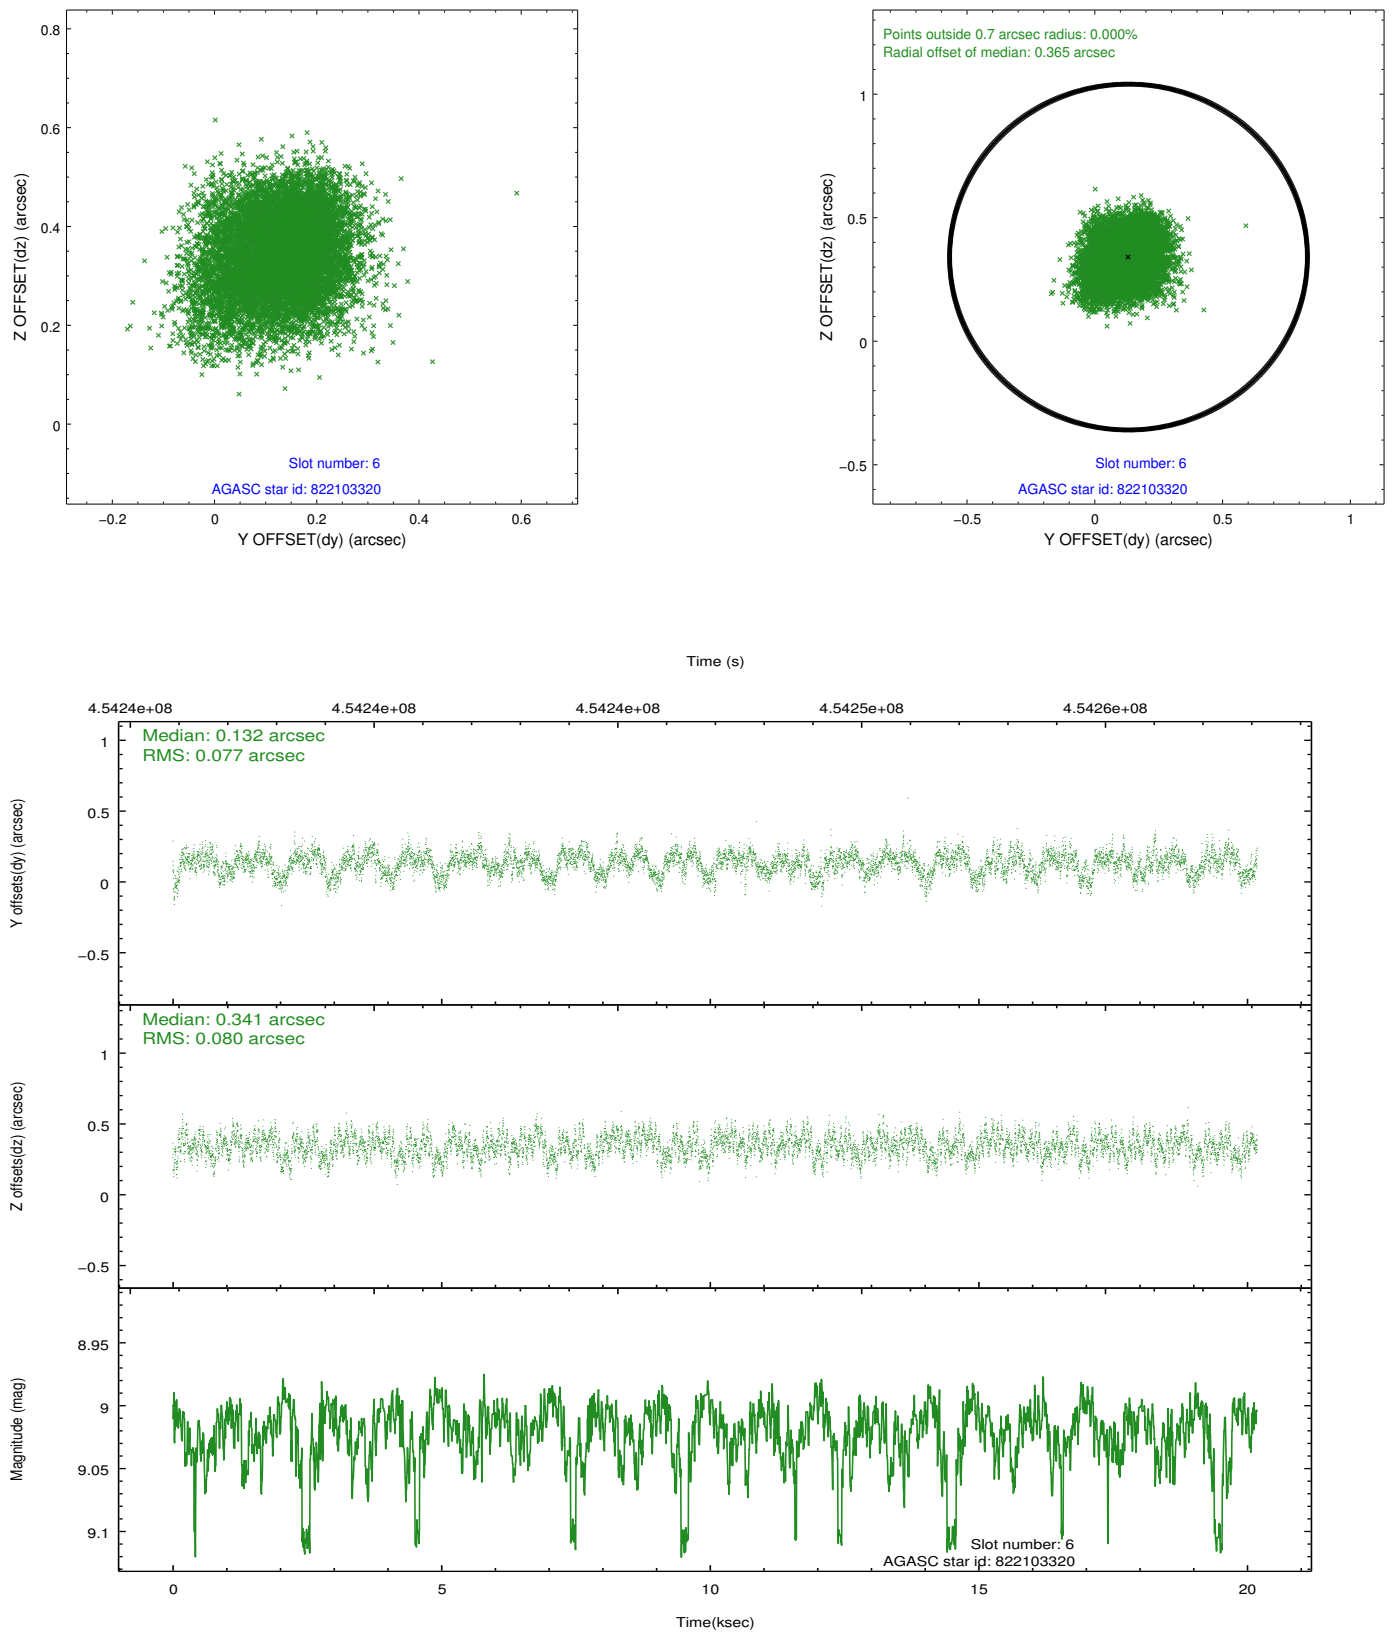 0.8
0.6
0.4
0.2
0
Z OFFSET(dz) (arcsec)
Slot number: 6
AGASC star id: 822103320
−0.2 0 0.2 0.4 0.6
Y OFFSET(dy) (arcsec)
Points outside 0.7 arcsec radius: 0.000%
Radial offset of median: 0.365 arcsec
1
0.5
0
−0.5
Z OFFSET(dz) (arcsec)
Slot number: 6
AGASC star id: 822103320
−0.5 0 0.5 1
Y OFFSET(dy) (arcsec)
Time (s)
4.5424e+08 4.5424e+08 4.5424e+08 4.5425e+08 4.5426e+08
Median: 0.132 arcsec
RMS: 0.077 arcsec
1
0.5
0
−0.5
Y offsets(dy) (arcsec)
Median: 0.341 arcsec
RMS: 0.080 arcsec
1
0.5
0
−0.5
Z offsets(dz) (arcsec)
8.95
9
9.05
9.1
Magnitude (mag)
Slot number: 6
AGASC star id: 822103320
0 5 10 15 20
Time(ksec)